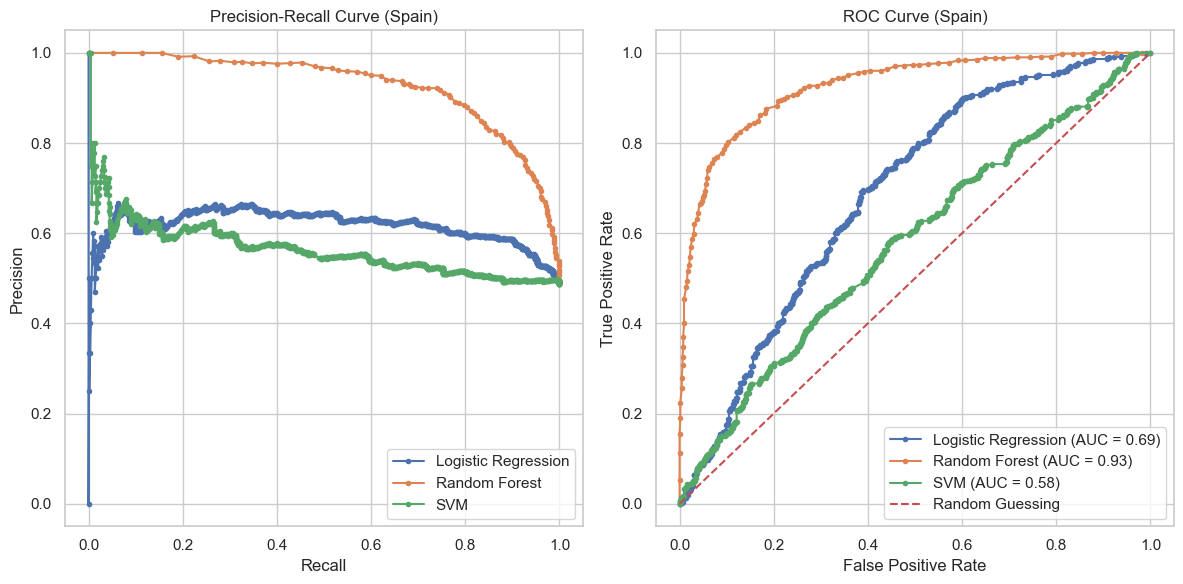 Precision-Recall Curve (Spain)
1.0
0.8
0.6
0.4
0.2
0.0
Precision
0.0 0.2 0.4 0.6 0.8 1.0
Recall
Logistic Regression
Random Forest
SVM
ROC Curve (Spain)
1.0
0.8
0.6
0.4
0.2
0.0
True Positive Rate
0.0 0.2 0.4 0.6 0.8 1.0
False Positive Rate
Logistic Regression (AUC = 0.69)
Random Forest (AUC = 0.93)
SVM (AUC = 0.58)
Random Guessing